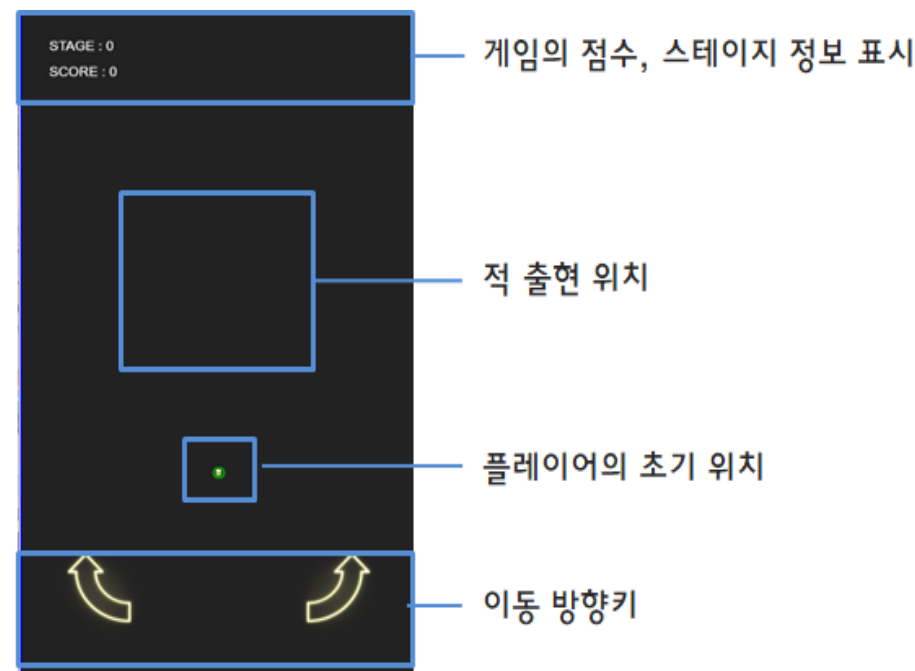 STAGE : 0
SCORE : 0
게임의 점수, 스테이지 정보 표시
적 출현 위치
플레이어의 초기 위치
이동 방향키